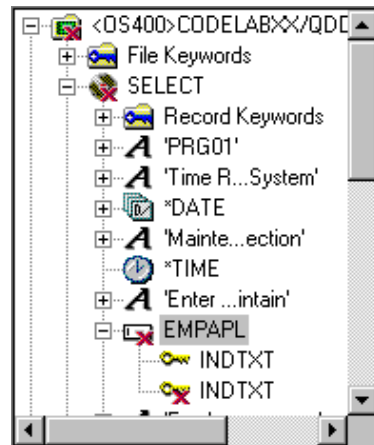 <OS400>CODELABXX/QDD
File Keywords
SELECT
Record Keywords
'PRG01'
'Time R...System'
*DATE
'Mainte...ection'
*TIME
'Enter ...intain'
EMPAPL
INDTXT
INDTXT